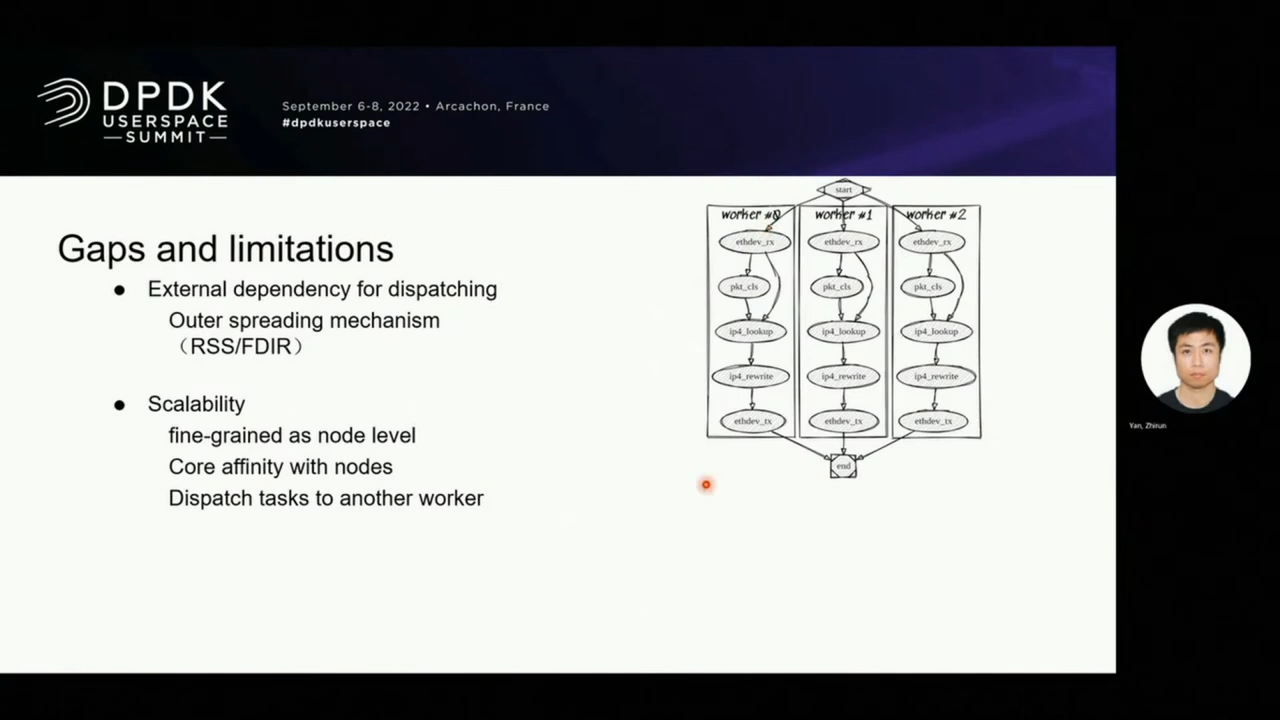 DPDK
USERSPACE
SUMMIT
September 6-8, 2022 • Arcachon, France
#dpdkuserspace
Gaps and limitations
● External dependency for dispatching
Outer spreading mechanism
（RSS/FDIR）
● Scalability
fine-grained as node level
Core affinity with nodes
Dispatch tasks to another worker
start
worker #0 worker #1 worker #2
ethdev_rx ethdev_rx ethdev_rx
pkt_cls pkt_cls pkt_cls
ip4_lookup ip4_lookup ip4_lookup
ip4_rewrite ip4_rewrite ip4_rewrite
ethdev_tx ethdev_tx ethdev_tx
end
Yan, Zhirun